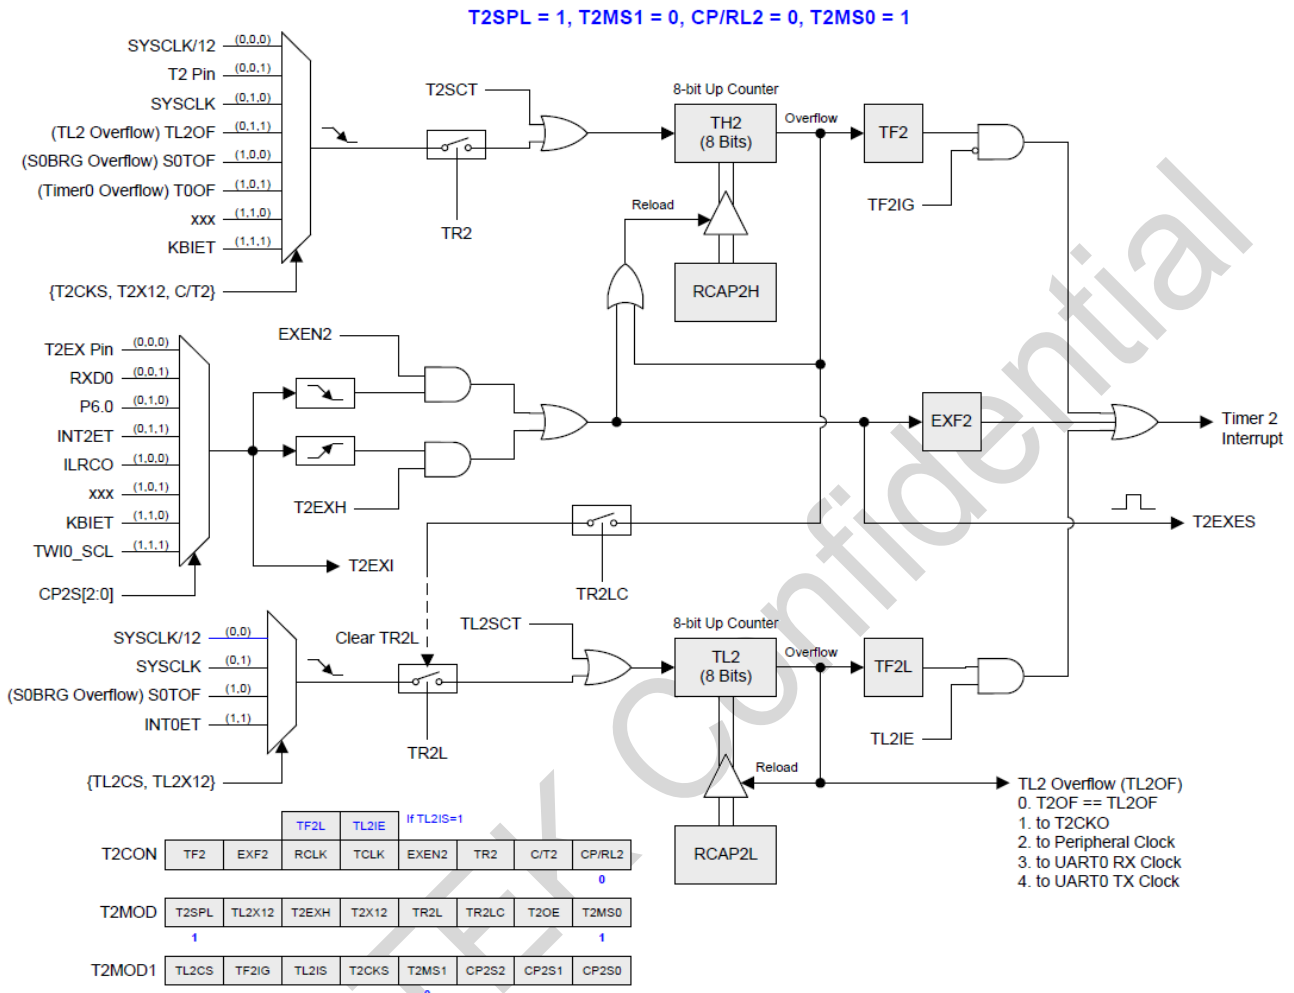 T2SPL = 1, T2MS1 = 0, CP/RL2 = 0, T2MS0 = 1
SYSCLK/12 (0,0,0)
T2 Pin (0,0,1)
SYSCLK (0,1,0)
(TL2 Overflow) TL2OF (0,1,1)
(S0BRG Overflow) S0TOF (1,0,0)
(Timer0 Overflow) T0OF (1,0,1)
xxx (1,1,0)
KBIET (1,1,1)
{T2CKS, T2X12, C/T2}
TR2
T2SCT
8-bit Up Counter
TH2
(8 Bits)
Overflow
TF2
TF2IG
Reload
RCAP2H
T2EX Pin (0,0,0)
RXD0 (0,0,1)
P6.0 (0,1,0)
INT2ET (0,1,1)
ILRCO (1,0,0)
xxx (1,0,1)
KBIET (1,1,0)
TWI0_SCL (1,1,1)
CP2S[2:0]
EXEN2
T2EXH
T2EXI
EXF2
Timer 2
Interrupt
T2EXES
TR2LC
SYSCLK/12 (0,0)
SYSCLK (0,1)
(S0BRG Overflow) S0TOF (1,0)
INT0ET (1,1)
{TL2CS, TL2X12}
Clear TR2L
TR2L
TL2SCT
8-bit Up Counter
TL2
(8 Bits)
Overflow
TF2L
TL2IE
Reload
RCAP2L
TL2 Overflow (TL2OF)
0. T2OF == TL2OF
1. to T2CKO
2. to Peripheral Clock
3. to UART0 RX Clock
4. to UART0 TX Clock
TF2L TL2IE If TL2IS=1
T2CON TF2 EXF2 RCLK TCLK EXEN2 TR2 C/T2 CP/RL2
0
T2MOD T2SPL TL2X12 T2EXH T2X12 TR2L TR2LC T2OE T2MS0
1 1
T2MOD1 TL2CS TF2IG TL2IS T2CKS T2MS1 CP2S2 CP2S1 CP2S0
TEK Confidential